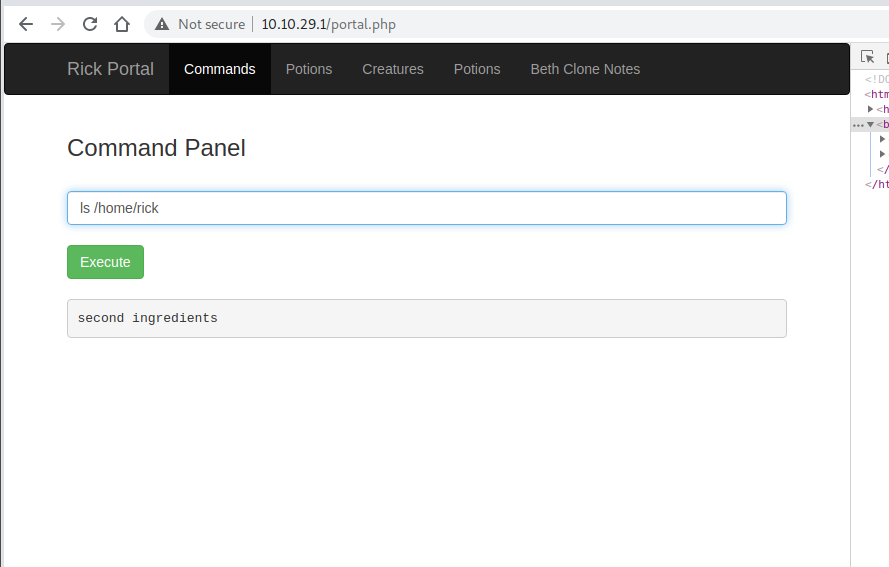 Not secure 10.10.29.1/portal.php
Rick Portal Commands Potions Creatures Potions Beth Clone Notes
Command Panel
ls /home/rick
Execute
second ingredients
<!DO
<htm
<h
<b
</
</ht